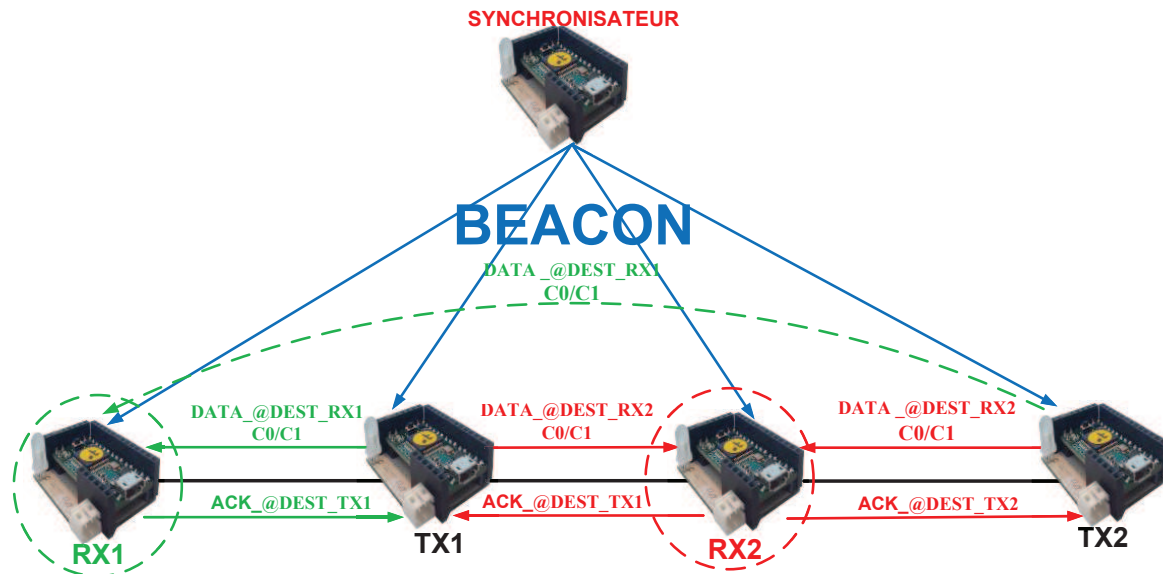 SYNCHRONISATEUR
BEACON
DATA _@DEST_RX1
C0/C1
DATA_@DEST_RX1
C0/C1
DATA_@DEST_RX2
C0/C1
DATA_@DEST_RX2
C0/C1
ACK_@DEST_TX1
ACK_@DEST_TX1
ACK_@DEST_TX2
RX1
TX1
RX2
TX2